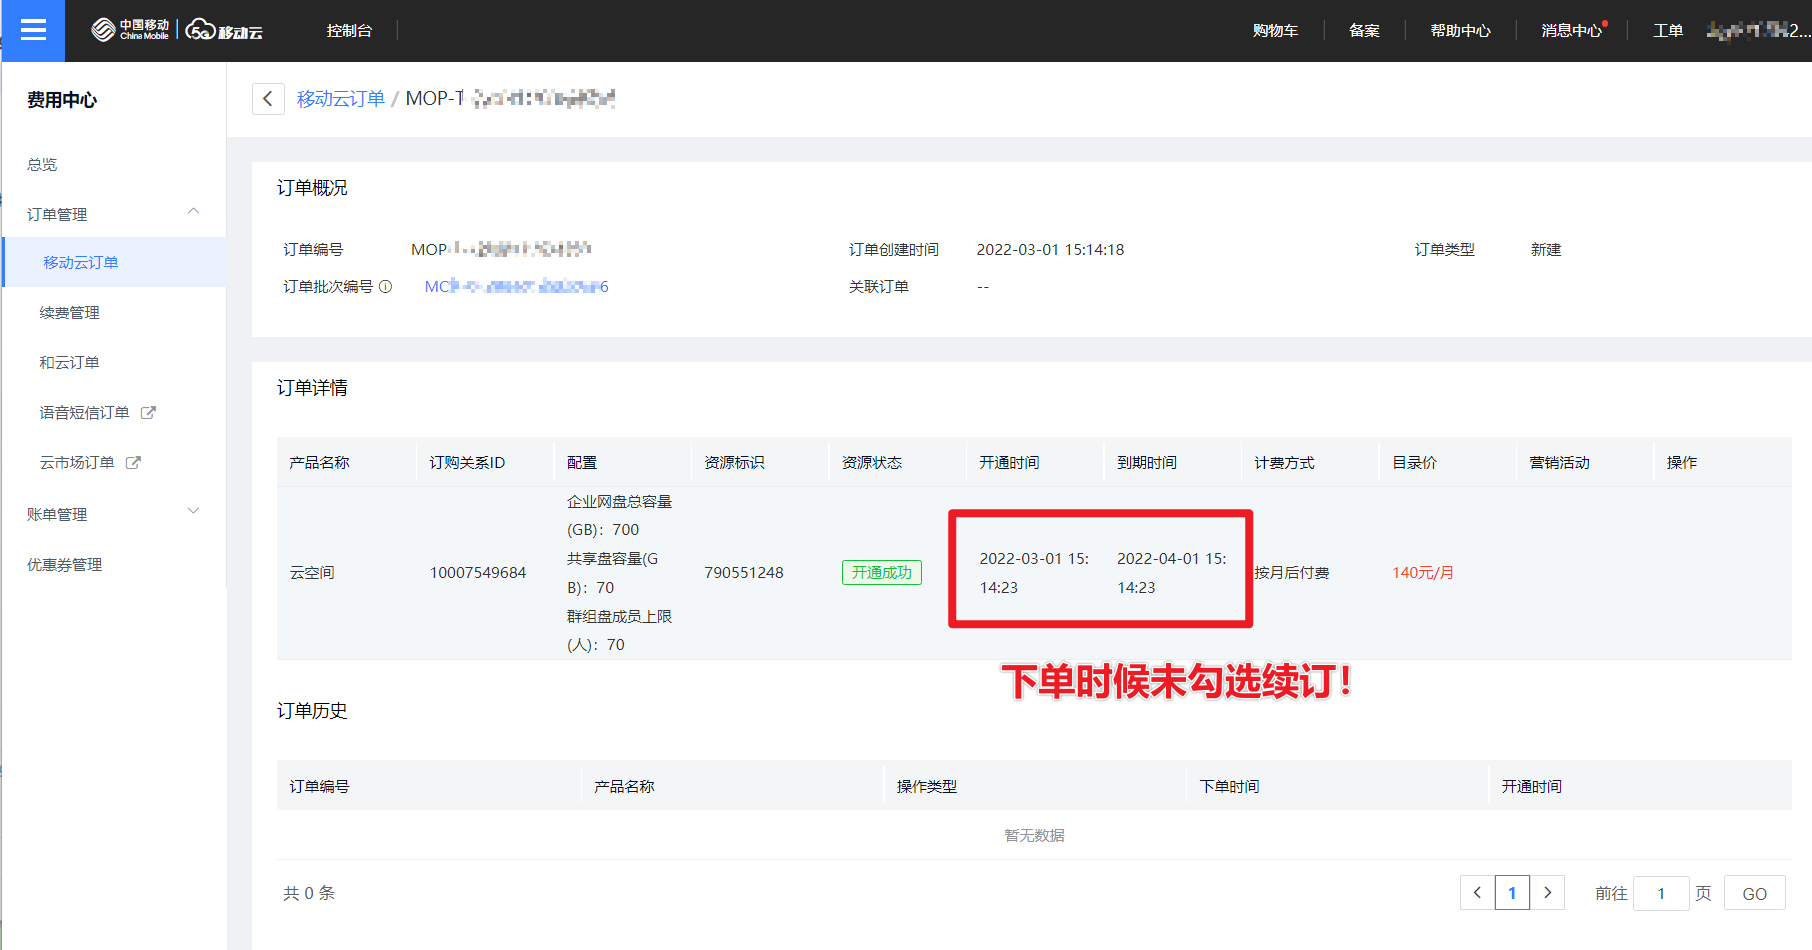 中国移动
China Mobile
5G 移动云
控制台
购物车
备案
帮助中心
消息中心
工单
费用中心
总览
订单管理
移动云订单
续费管理
和云订单
语音短信订单
云市场订单
账单管理
优惠券管理
移动云订单 / MOP-T
订单概况
订单编号 MOP
订单创建时间 2022-03-01 15:14:18
订单类型 新建
订单批次编号
关联订单 --
订单详情
产品名称 订购关系ID 配置 资源标识 资源状态 开通时间 到期时间 计费方式 目录价 营销活动 操作
云空间
10007549684
企业网盘总容量
(GB)：700
共享盘容量(G
B)：70
群组盘成员上限
(人)：70
790551248
开通成功
2022-03-01 15:
14:23
2022-04-01 15:
14:23
按月后付费
140元/月
下单时候未勾选续订！
订单历史
订单编号 产品名称 操作类型 下单时间 开通时间
暂无数据
共 0 条
1
前往 1 页 GO